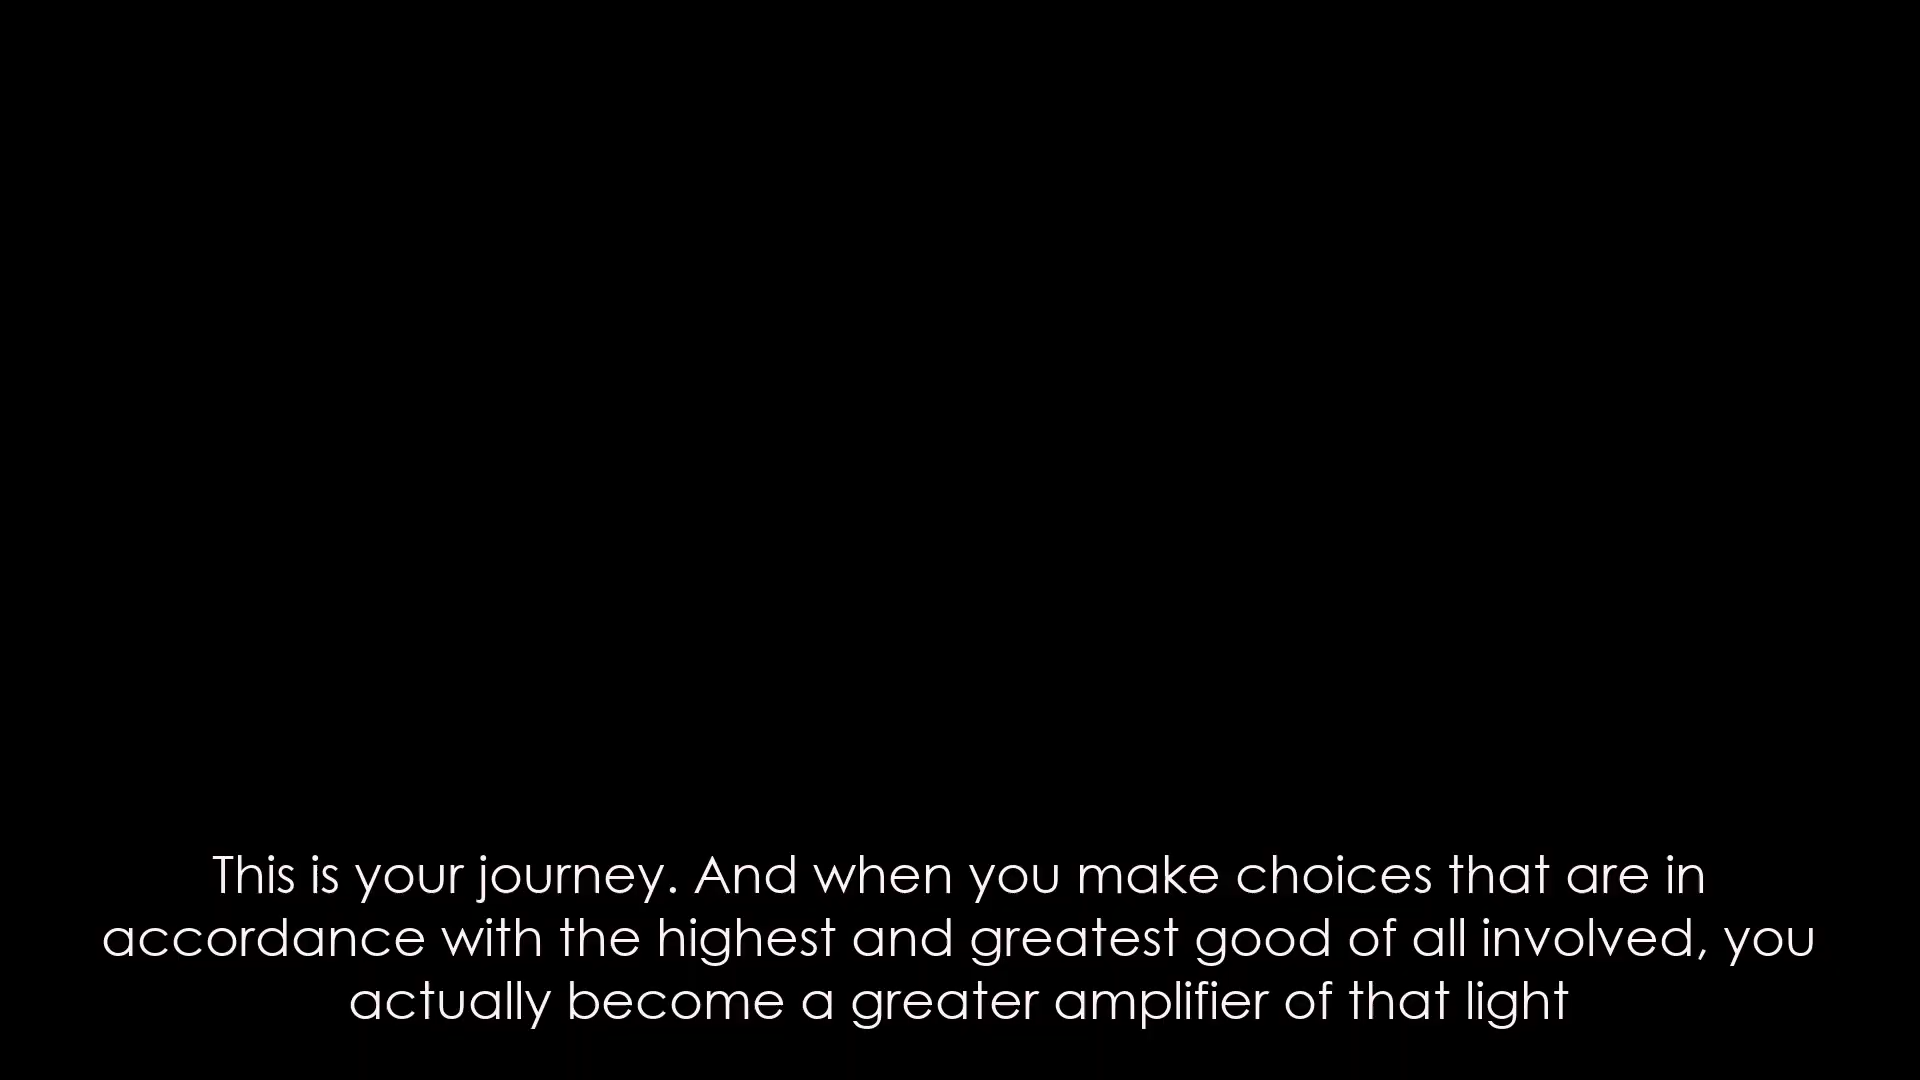 This is your journey. And when you make choices that are in
accordance with the highest and greatest good of all involved, you
actually become a greater amplifier of that light